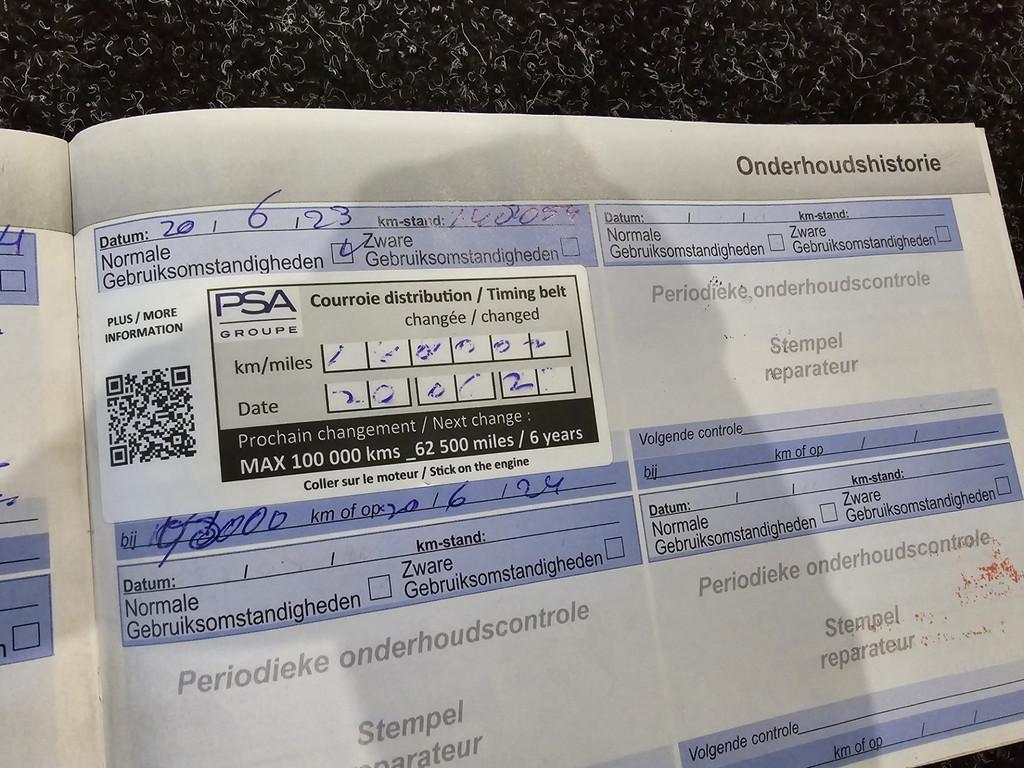 Onderhoudshistorie
Datum: 20 / 6 / 23 km-stand:
Normale
Gebruiksomstandigheden
Zware
Gebruiksomstandigheden
PLUS / MORE
INFORMATION
PSA
GROUPE
Courroie distribution / Timing belt
changée / changed
km/miles
Date
Prochain changement / Next change :
MAX 100 000 kms _62 500 miles / 6 years
Coller sur le moteur / Stick on the engine
bij km of op: 20 / 6 / 24
Datum: / / km-stand:
Normale
Gebruiksomstandigheden
Zware
Gebruiksomstandigheden
Periodieke onderhoudscontrole
Stempel
reparateur
Datum: / / km-stand:
Normale
Gebruiksomstandigheden
Zware
Gebruiksomstandigheden
Periodieke onderhoudscontrole
Stempel
reparateur
Volgende controle
bij km of op / /
Datum: / / km-stand:
Normale
Gebruiksomstandigheden
Zware
Gebruiksomstandigheden
Periodieke onderhoudscontrole
Stempel
reparateur
Volgende controle
km of op / /